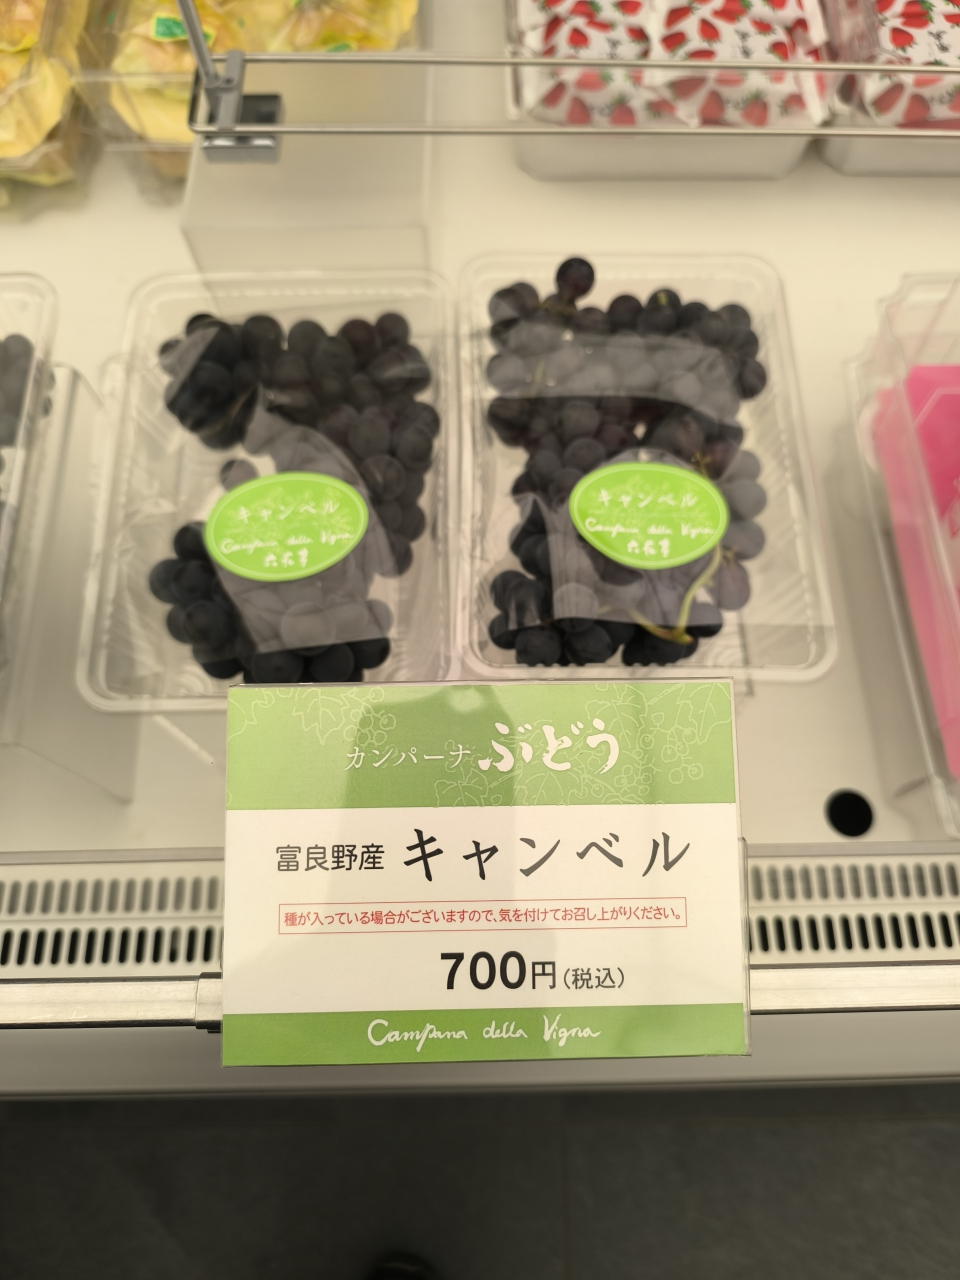 キャンベル
Campana della Vigna
六花亭
キャンベル
Campana della Vigna
六花亭
カンパーナ ぶどう
富良野産 キャンベル
種が入っている場合がございますので、気を付けてお召し上がりください。
700円(税込)
Campana della Vigna